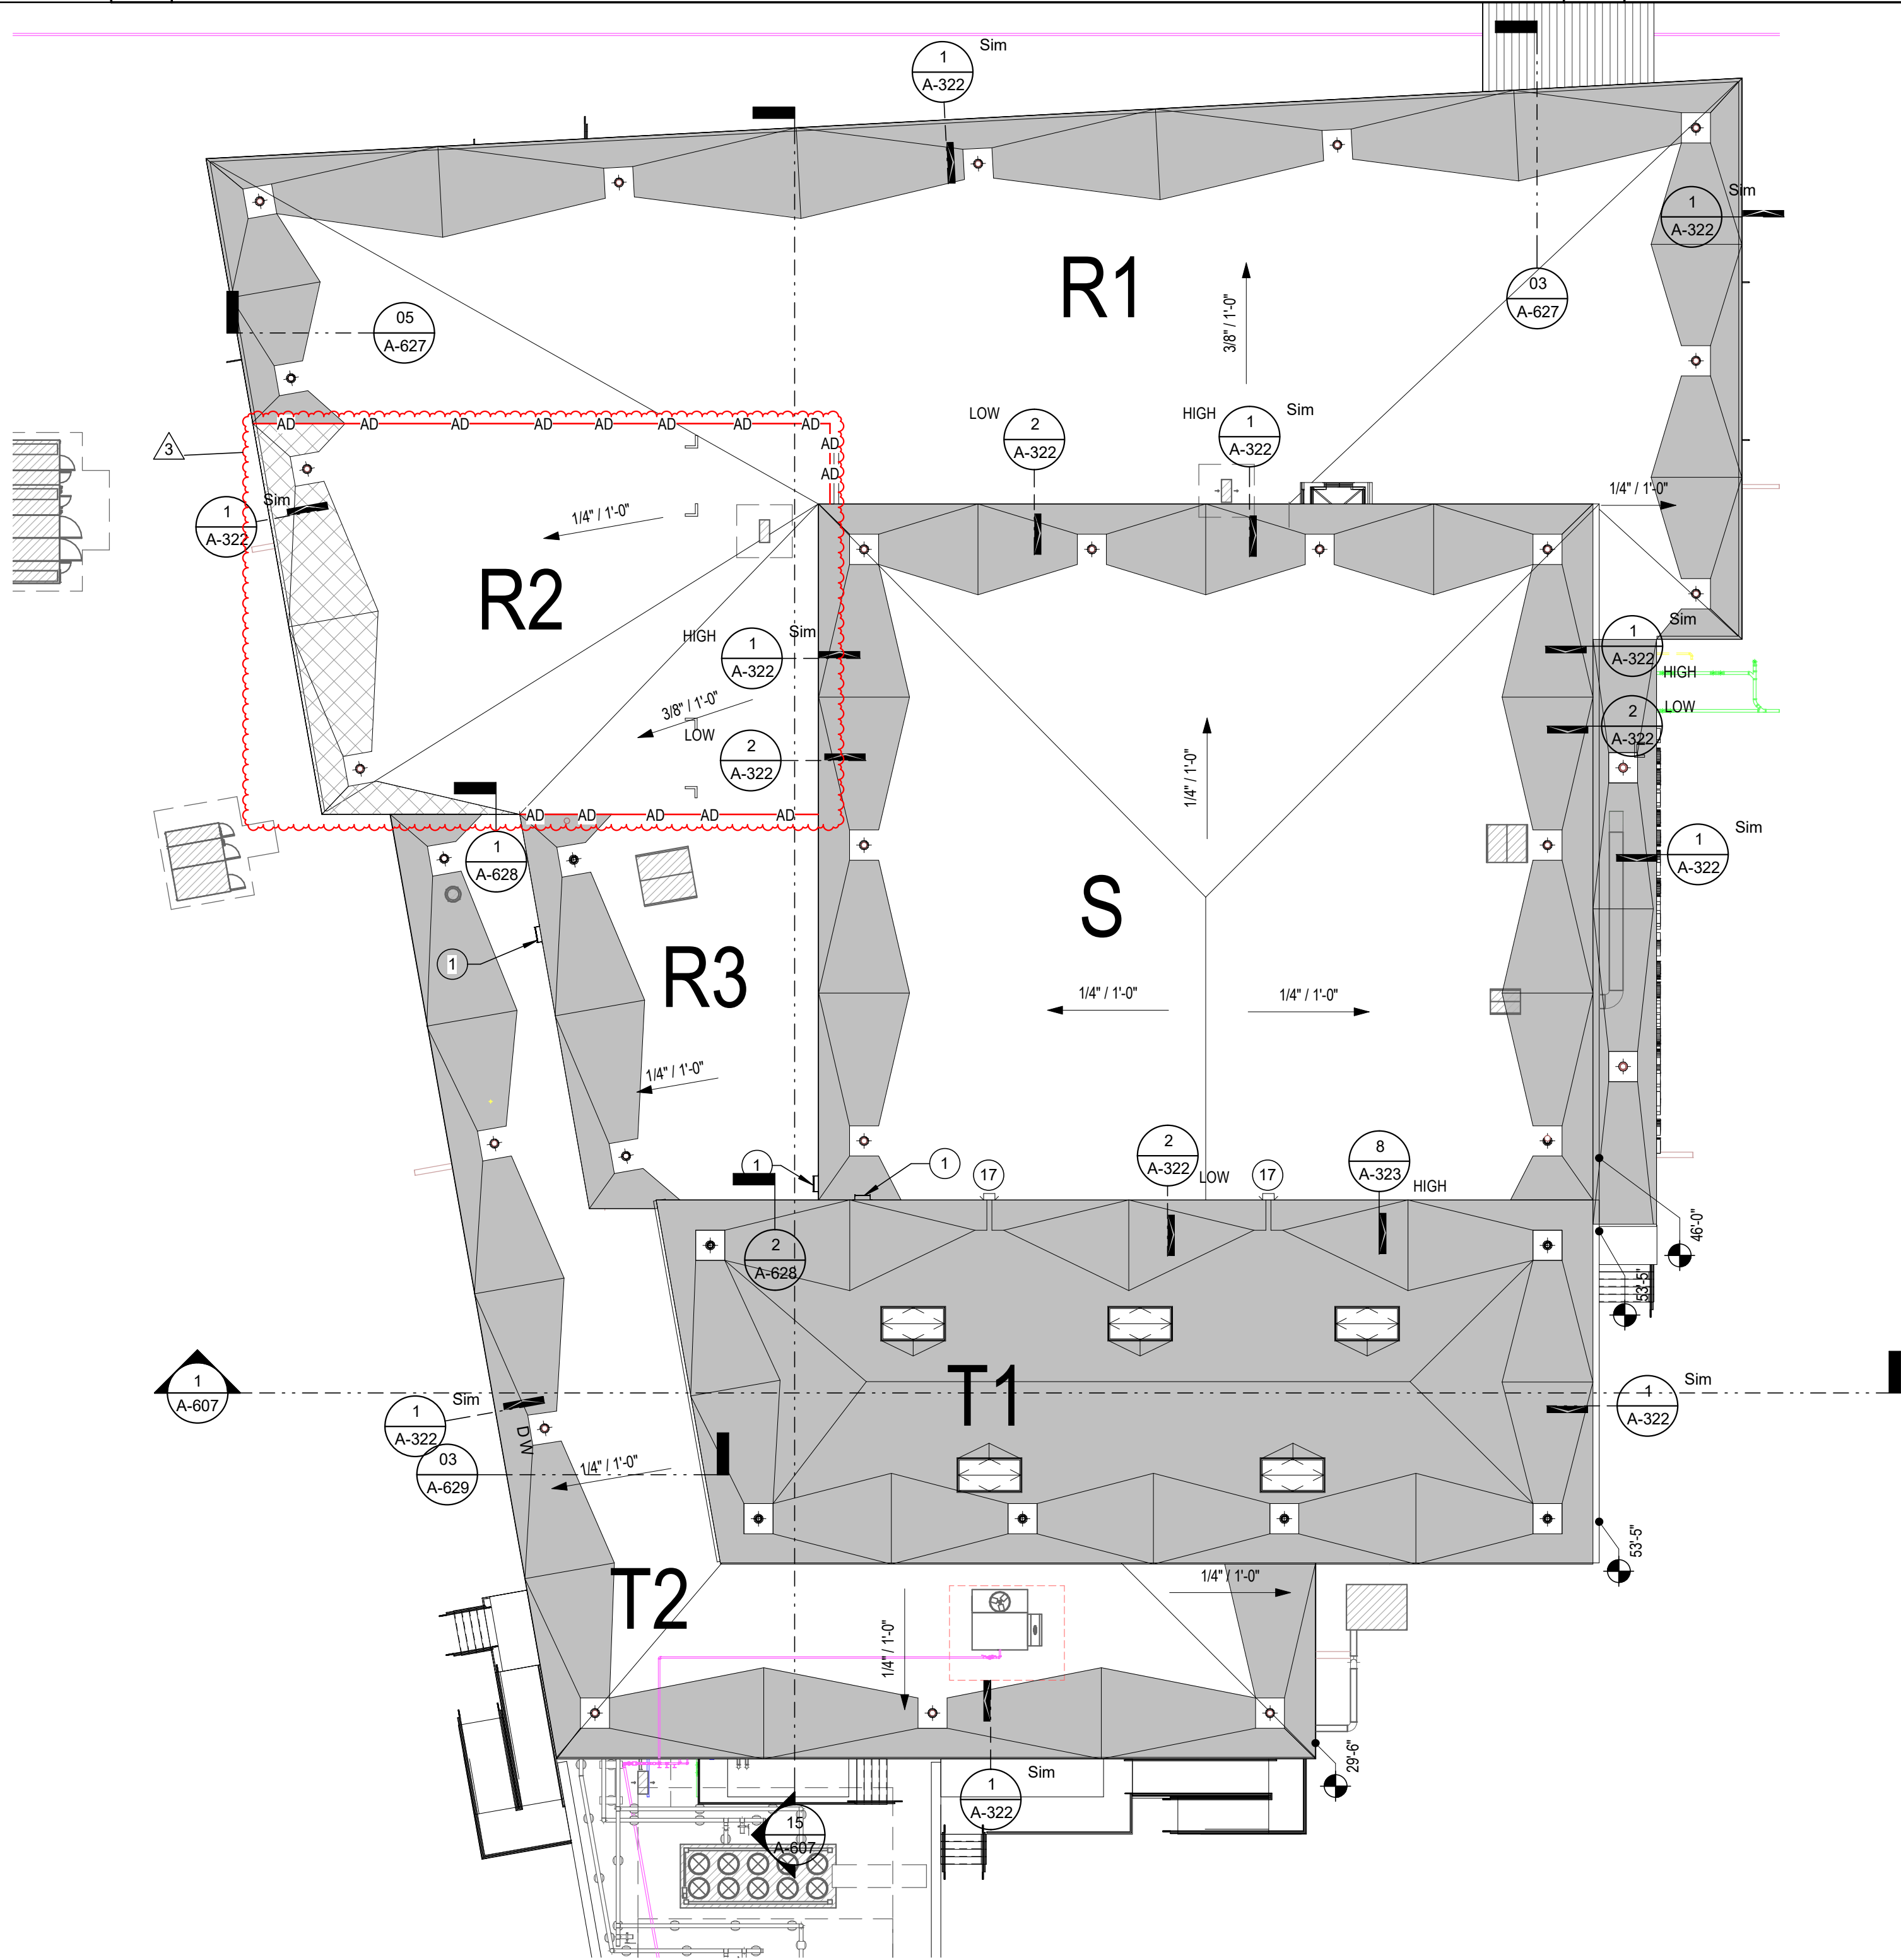 1
A-322
Sim
1
A-322
Sim
R1
3/8" / 1'-0"
03
A-627
05
A-627
AD AD AD AD AD AD AD AD
AD
AD
3
LOW
2
A-322
HIGH
1
A-322
Sim
1
A-322
Sim
1/4" / 1'-0"
1/4" / 1'-0"
R2
HIGH
1
A-322
Sim
3/8" / 1'-0"
LOW
2
A-322
1
A-322
Sim
HIGH
2
A-322
LOW
1/4" / 1'-0"
AD AD AD AD AD
1
A-628
1
A-322
Sim
S
1
R3
1/4" / 1'-0"
1/4" / 1'-0"
1/4" / 1'-0"
1
1
17
2
A-322
LOW
17
8
A-323
HIGH
46'-0"
2
A-628
53'-5"
1
A-607
T1
1
A-322
Sim
1
A-322
Sim
DW
03
A-629
1/4" / 1'-0"
53'-5"
T2
1/4" / 1'-0"
1/4" / 1'-0"
29'-6"
1
A-322
Sim
15
A-607